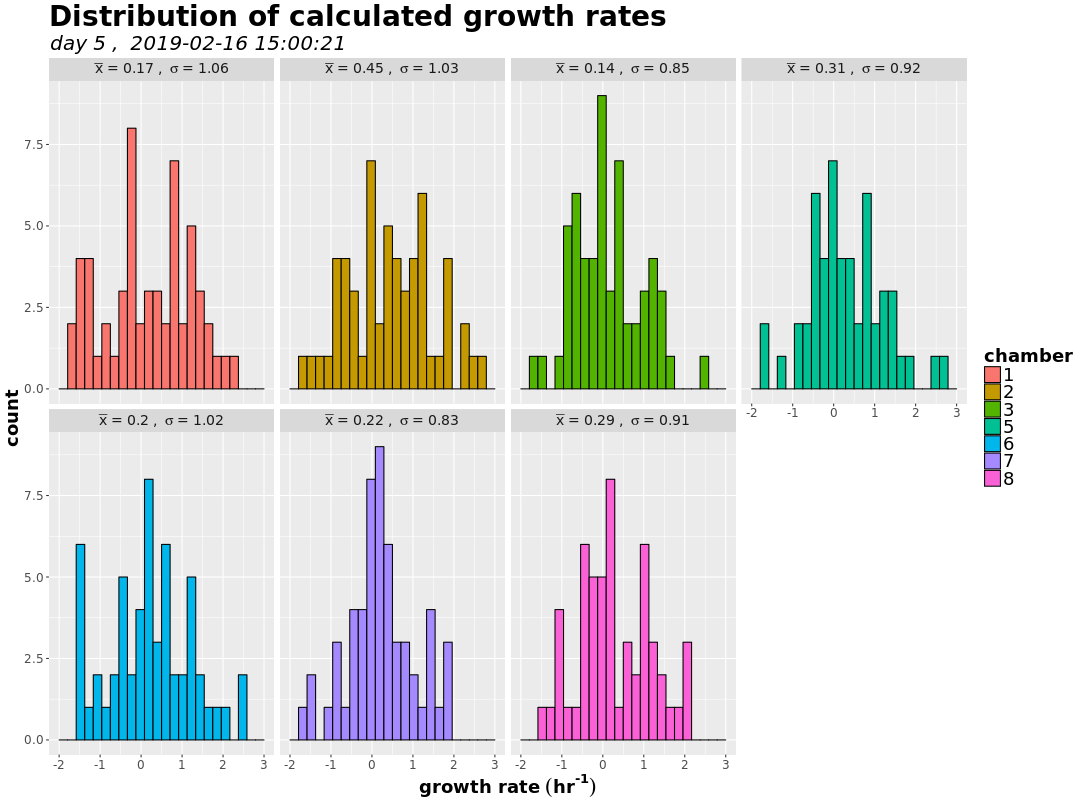 Distribution of calculated growth rates
day 5 ,  2019-02-16 15:00:21
x̅ = 0.17 ,  σ = 1.06
x̅ = 0.45 ,  σ = 1.03
x̅ = 0.14 ,  σ = 0.85
x̅ = 0.31 ,  σ = 0.92
7.5
5.0
2.5
0.0
-2 -1 0 1 2 3
count
x̅ = 0.2 ,  σ = 1.02
x̅ = 0.22 ,  σ = 0.83
x̅ = 0.29 ,  σ = 0.91
7.5
5.0
2.5
0.0
-2 -1 0 1 2 3
-2 -1 0 1 2 3
-2 -1 0 1 2 3
growth rate (hr⁻¹)
chamber
1
2
3
5
6
7
8